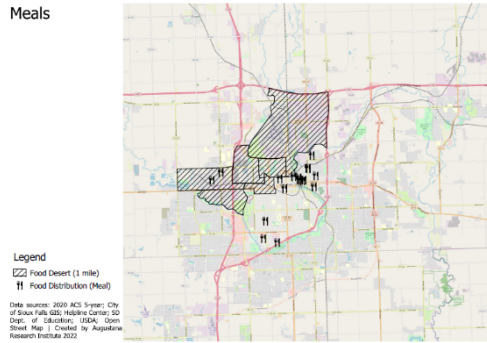 Meals
Legend
Food Desert (1 mile)
Food Distribution (Meal)
Data sources: 2020 ACS 5-year; City
of Sioux Falls GIS; Helpline Center; SD
Dept. of Education; USDA; Open
Street Map | Created by Augustana
Research Institute 2022